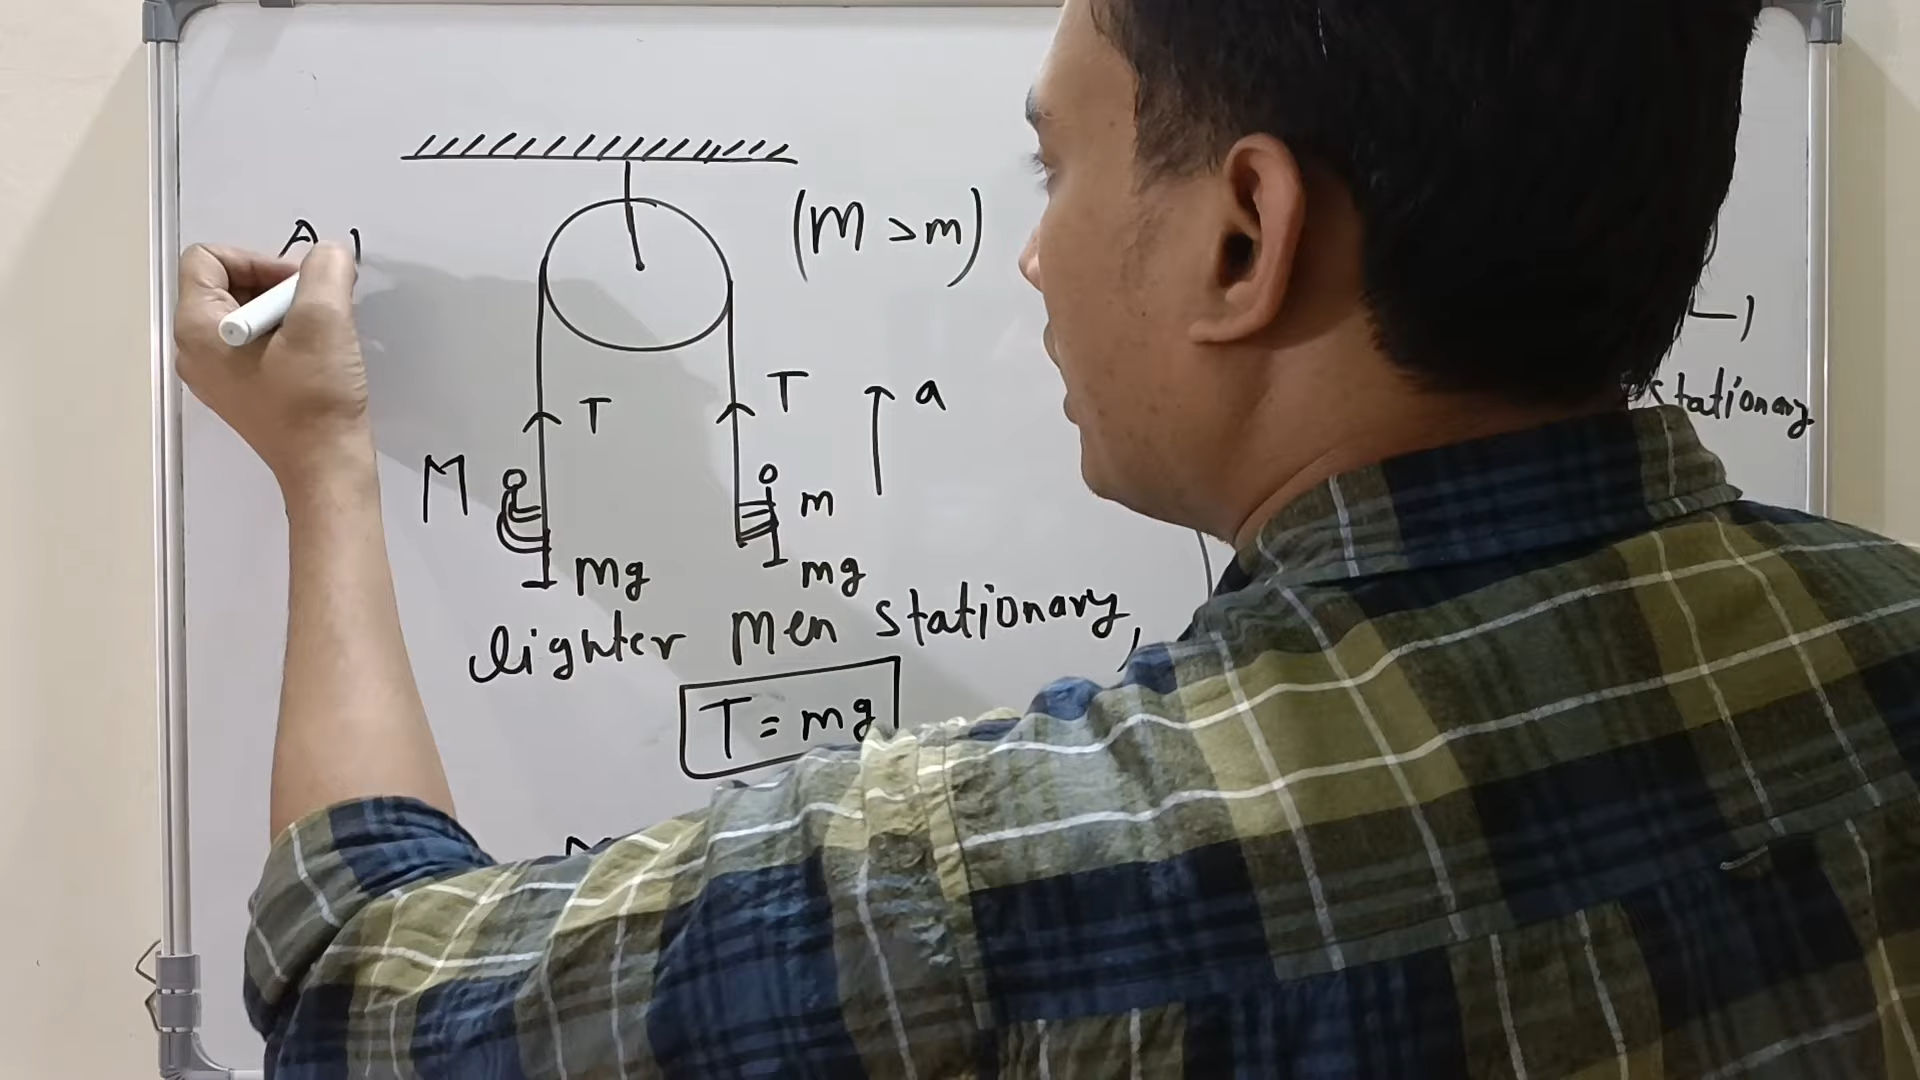 (M > m)
T
T
a
M
m
mg
mg
lighter men stationary,
T = mg
stationary